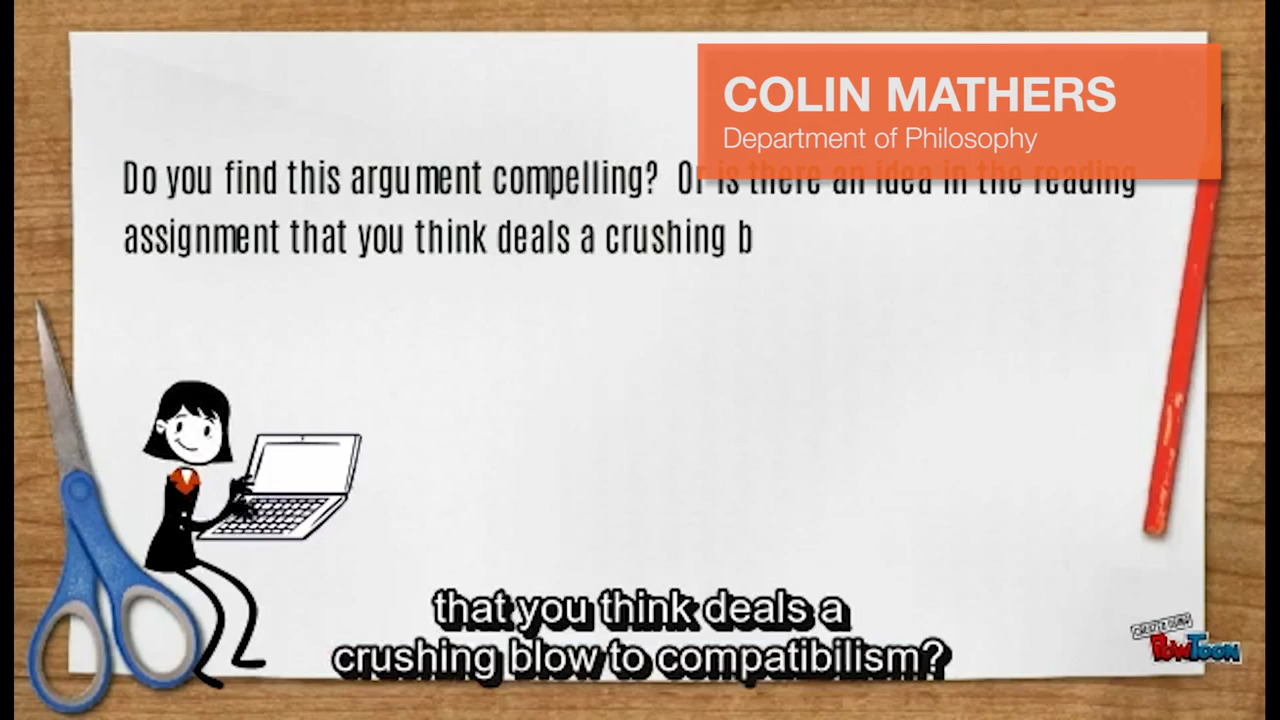 COLIN MATHERS
Department of Philosophy
Do you find this argument compelling? Or is there an idea in the reading
assignment that you think deals a crushing b
that you think deals a
crushing blow to compatibilism?
POWTOON